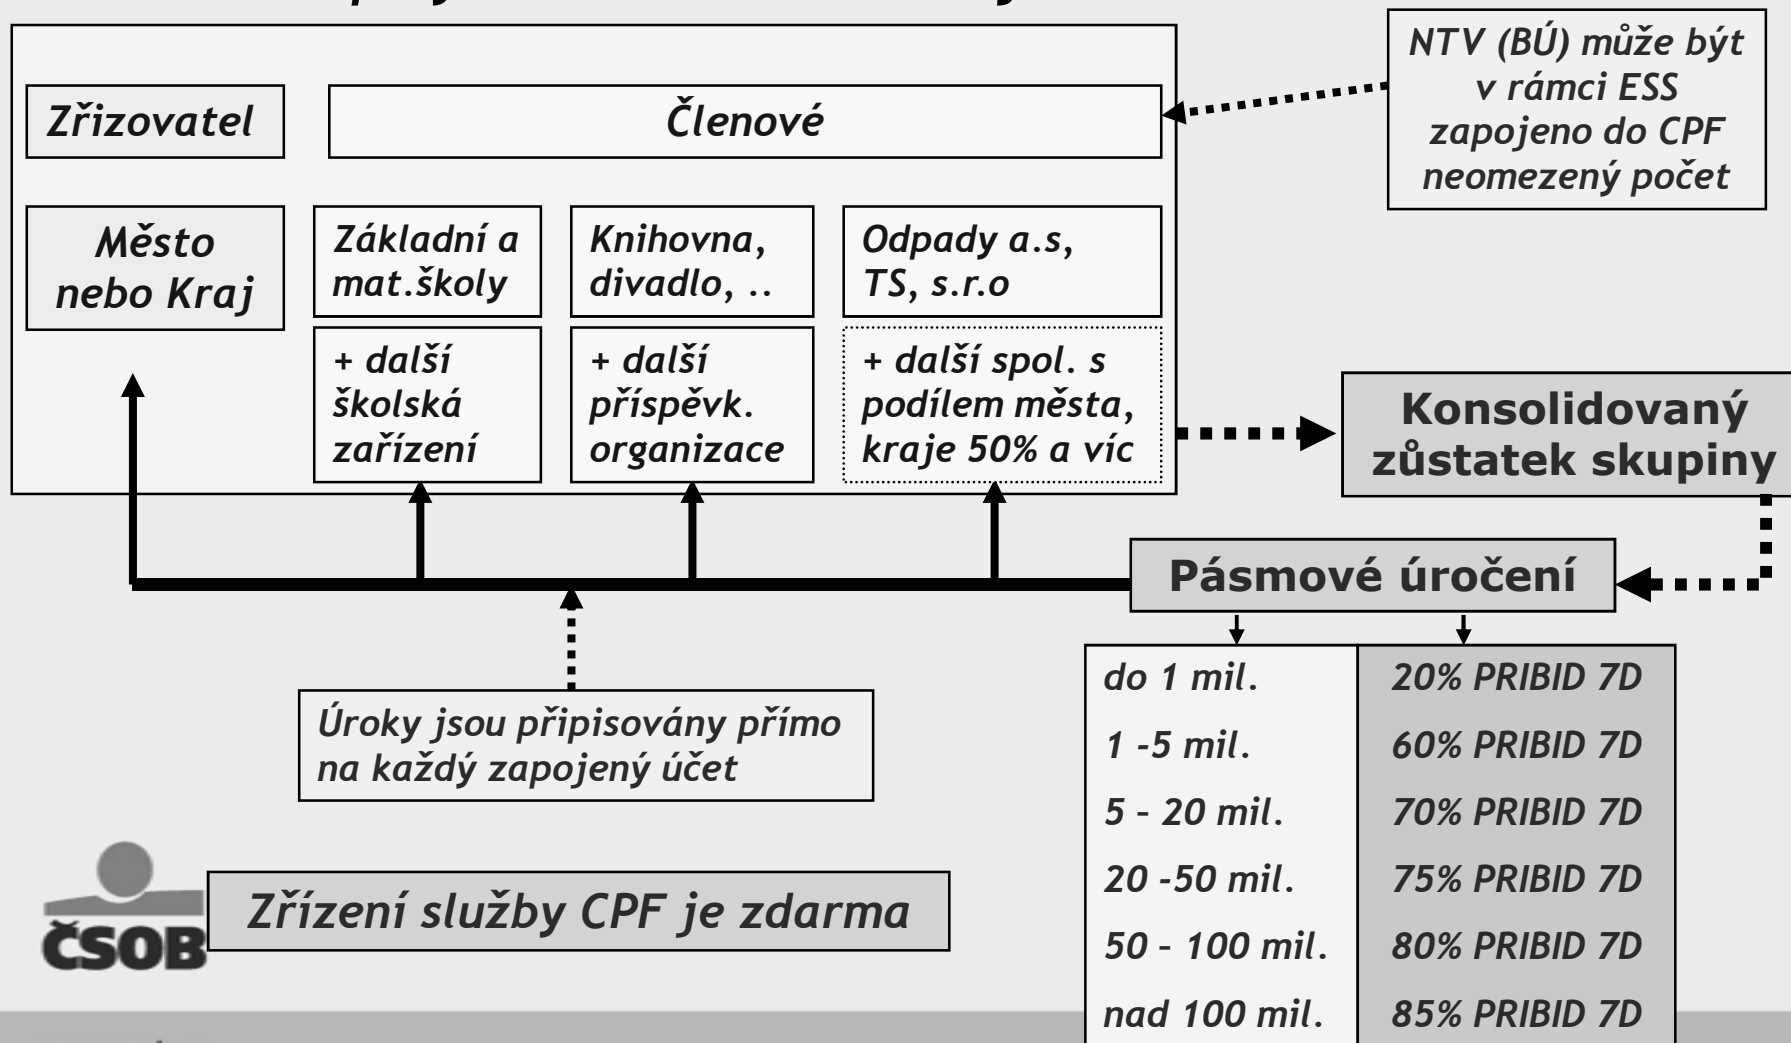 NTV (BÚ) může být
v rámci ESS
zapojeno do CPF
neomezený počet
Zřizovatel
Členové
Město
nebo Kraj
Základní a
mat.školy
Knihovna,
divadlo, ..
Odpady a.s,
TS, s.r.o
+ další
školská
zařízení
+ další
příspěvk.
organizace
+ další spol. s
podílem města,
kraje 50% a víc
Konsolidovaný
zůstatek skupiny
Pásmové úročení
do 1 mil. 20% PRIBID 7D
1 -5 mil. 60% PRIBID 7D
5 – 20 mil. 70% PRIBID 7D
20 -50 mil. 75% PRIBID 7D
50 – 100 mil. 80% PRIBID 7D
nad 100 mil. 85% PRIBID 7D
Úroky jsou připisovány přímo
na každý zapojený účet
Zřízení služby CPF je zdarma
ČSOB